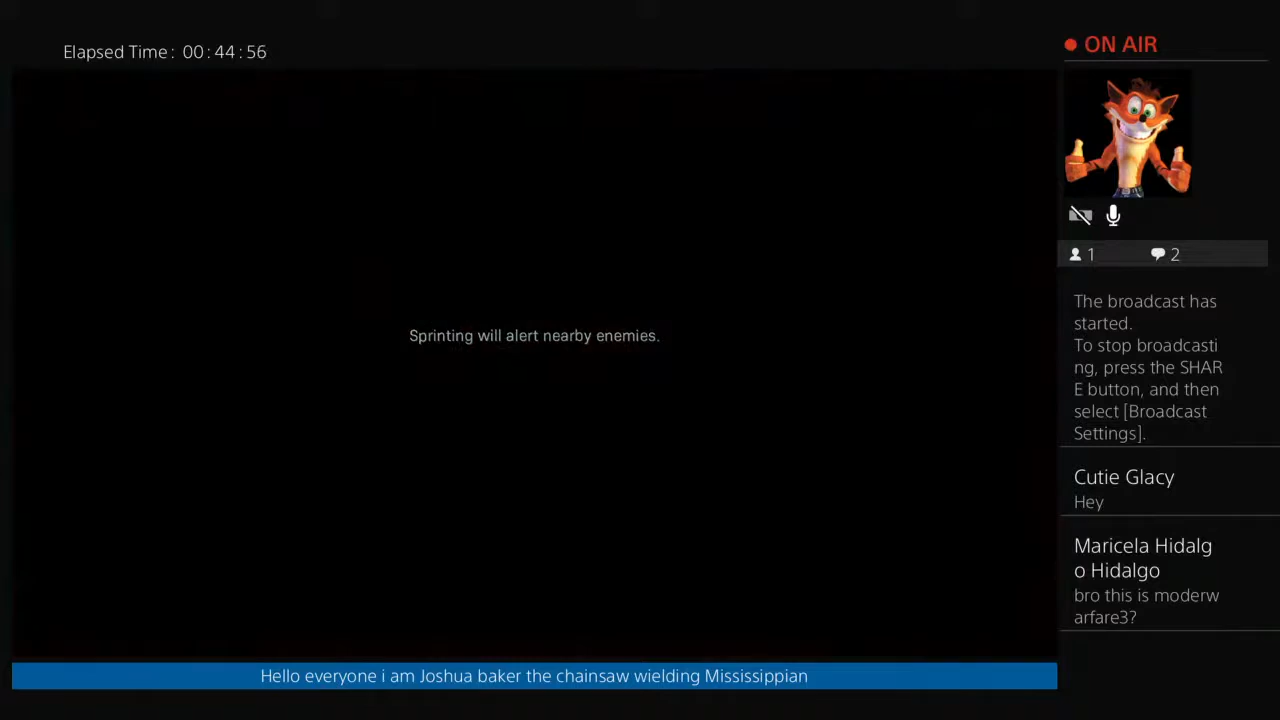 Elapsed Time: 00:44:56
ON AIR
1 2
The broadcast has
started.
To stop broadcasti
ng, press the SHAR
E button, and then
select [Broadcast
Settings].
Cutie Glacy
Hey
Maricela Hidalg
o Hidalgo
bro this is moderw
arfare3?
Sprinting will alert nearby enemies.
Hello everyone i am Joshua baker the chainsaw wielding Mississippian